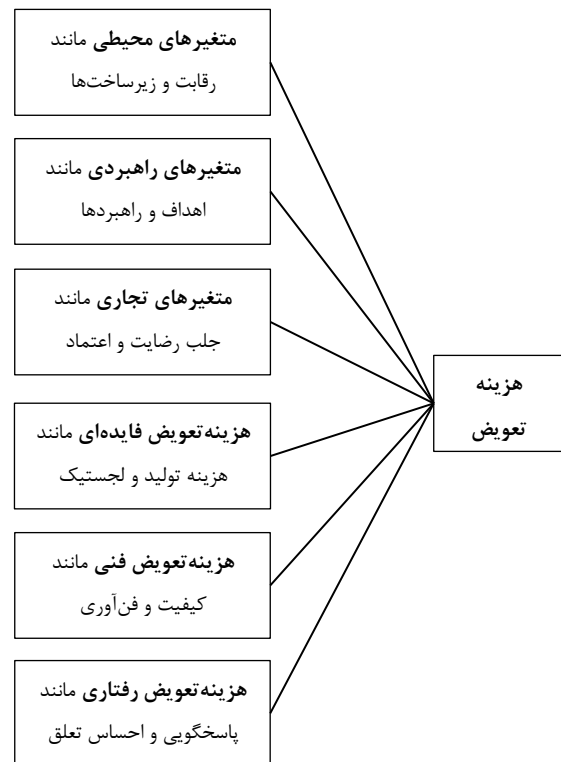 متغیرهای محیطی مانند
رقابت و زیرساخت‌ها
متغیرهای راهبردی مانند
اهداف و راهبردها
متغیرهای تجاری مانند
جلب رضایت و اعتماد
هزینه
تعویض
هزینه تعویض فایده‌ای مانند
هزینه تولید و لجستیک
هزینه تعویض فنی مانند
کیفیت و فن‌آوری
هزینه تعویض رفتاری مانند
پاسخگویی و احساس تعلق